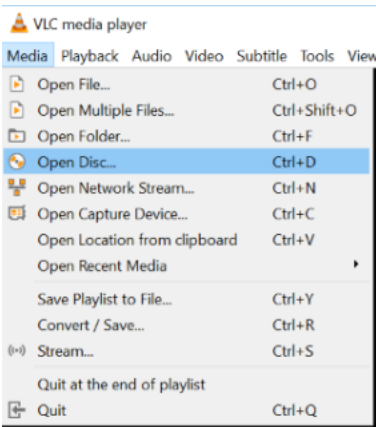 VLC media player
Media Playback Audio Video Subtitle Tools View
Open File... Ctrl+O
Open Multiple Files... Ctrl+Shift+O
Open Folder... Ctrl+F
Open Disc... Ctrl+D
Open Network Stream... Ctrl+N
Open Capture Device... Ctrl+C
Open Location from clipboard Ctrl+V
Open Recent Media
Save Playlist to File... Ctrl+Y
Convert / Save... Ctrl+R
Stream... Ctrl+S
Quit at the end of playlist
Quit Ctrl+Q